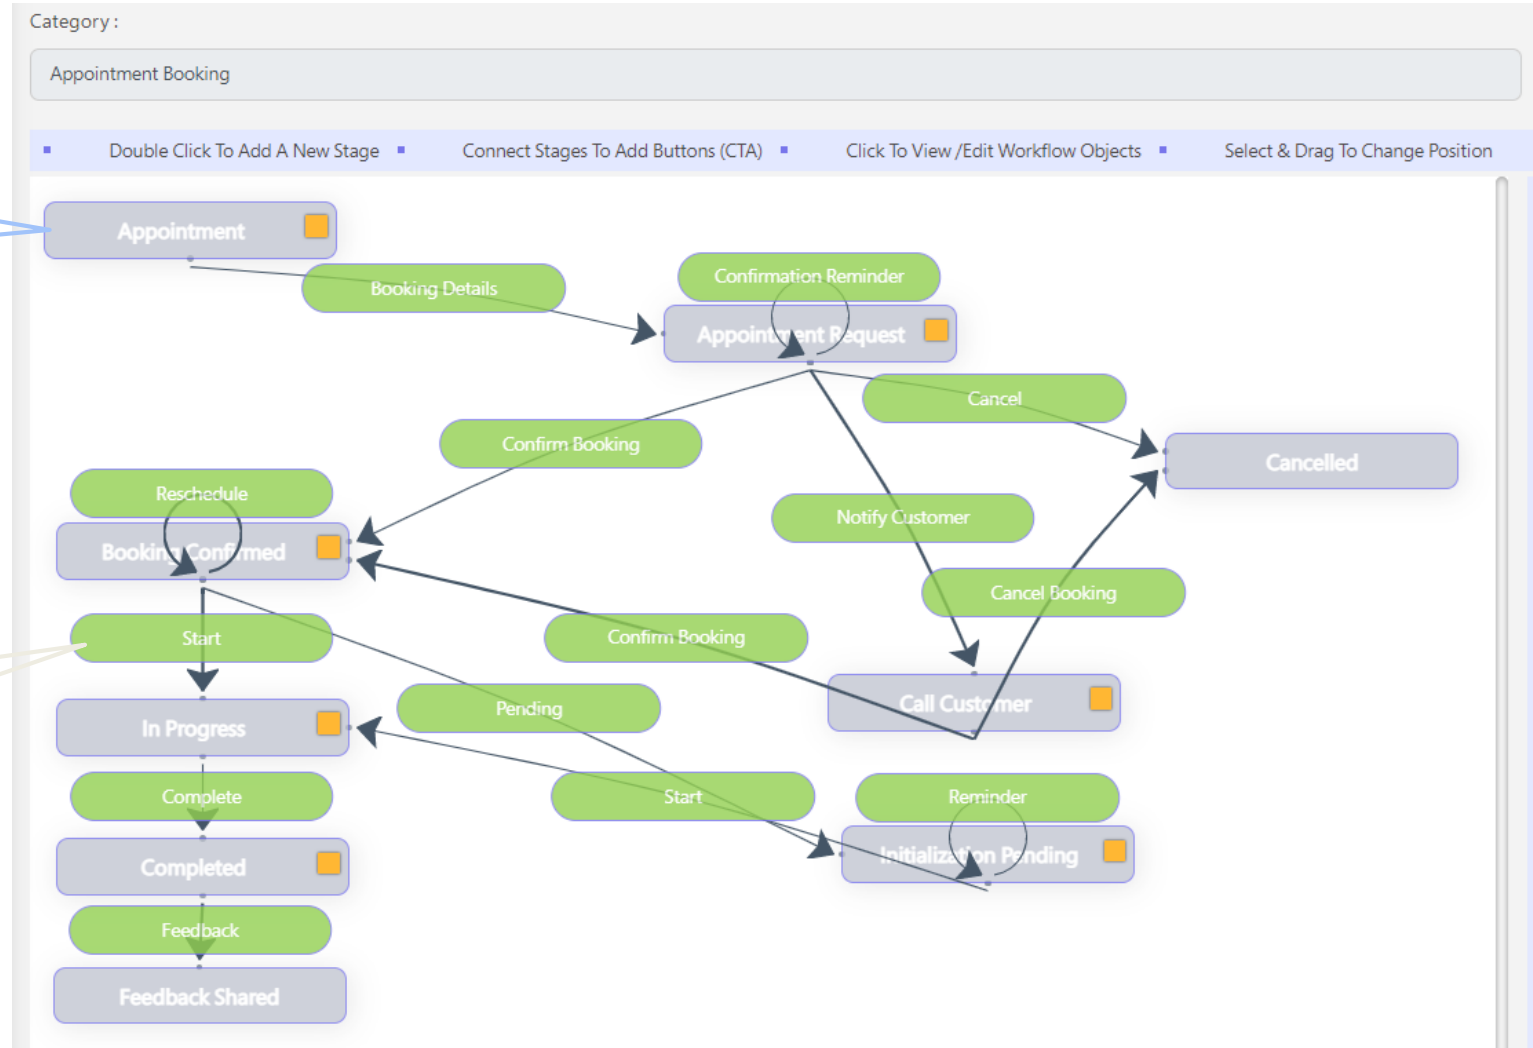 Category :
Appointment Booking
Double Click To Add A New Stage
Connect Stages To Add Buttons (CTA)
Click To View /Edit Workflow Objects
Select & Drag To Change Position
Appointment
Booking Details
Confirmation Reminder
Appointment Request
Cancel
Confirm Booking
Cancelled
Reschedule
Notify Customer
Booking Confirmed
Cancel Booking
Start
Confirm Booking
Pending
Call Customer
In Progress
Complete
Start
Reminder
Initialization Pending
Completed
Feedback
Feedback Shared